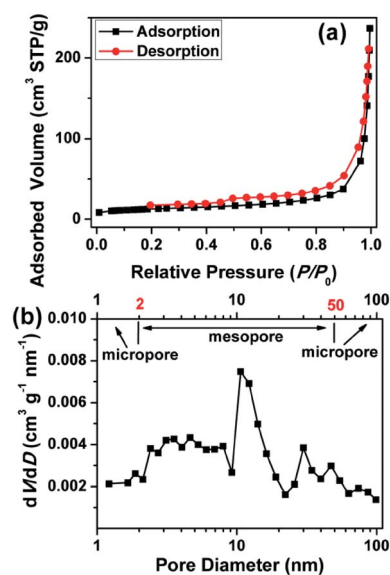 (a)
Adsorption
Desorption
200
100
0
Adsorbed Volume (cm³ STP/g)
0.0 0.2 0.4 0.6 0.8 1.0
Relative Pressure (P/P₀)
(b)
1 2 10 50 100
micropore mesopore micropore
0.010
0.008
0.006
0.004
0.002
dV/dD (cm³ g⁻¹ nm⁻¹)
1 10 100
Pore Diameter (nm)